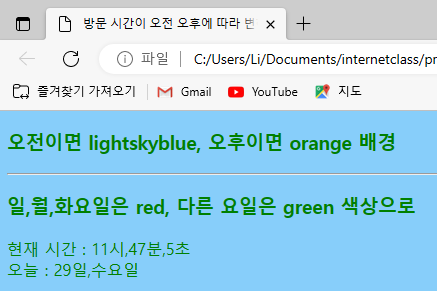 방문 시간이 오전 오후에 따라 변
파일
C:/Users/Li/Documents/internetclass/pr
즐겨찾기 가져오기
Gmail
YouTube
지도
오전이면 lightskyblue, 오후이면 orange 배경
일,월,화요일은 red, 다른 요일은 green 색상으로
현재 시간 : 11시,47분,5초
오늘 : 29일,수요일